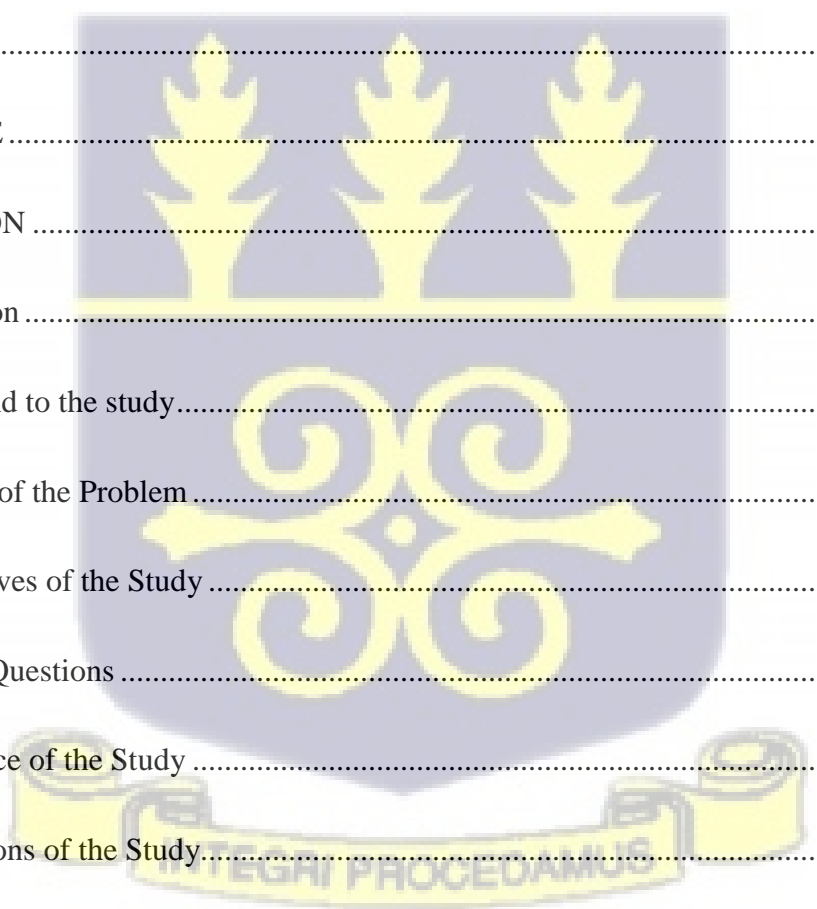 E
ON
on
d to the study
of the Problem
ves of the Study
Questions
ce of the Study
ons of the Study
INTEGRI PROCEDAMUS